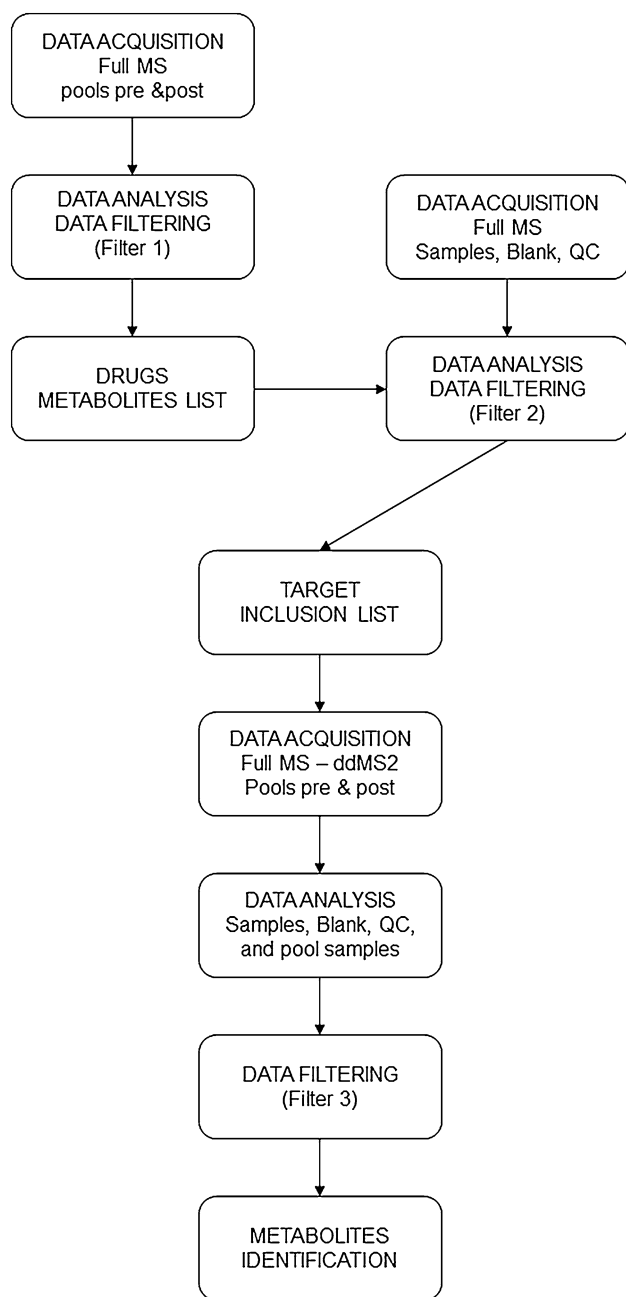 DATA ACQUISITION
Full MS
pools pre &post
DATA ANALYSIS
DATA FILTERING
(Filter 1)
DATA ACQUISITION
Full MS
Samples, Blank, QC
DRUGS
METABOLITES LIST
DATA ANALYSIS
DATA FILTERING
(Filter 2)
TARGET
INCLUSION LIST
DATA ACQUISITION
Full MS – ddMS2
Pools pre & post
DATA ANALYSIS
Samples, Blank, QC,
and pool samples
DATA FILTERING
(Filter 3)
METABOLITES
IDENTIFICATION